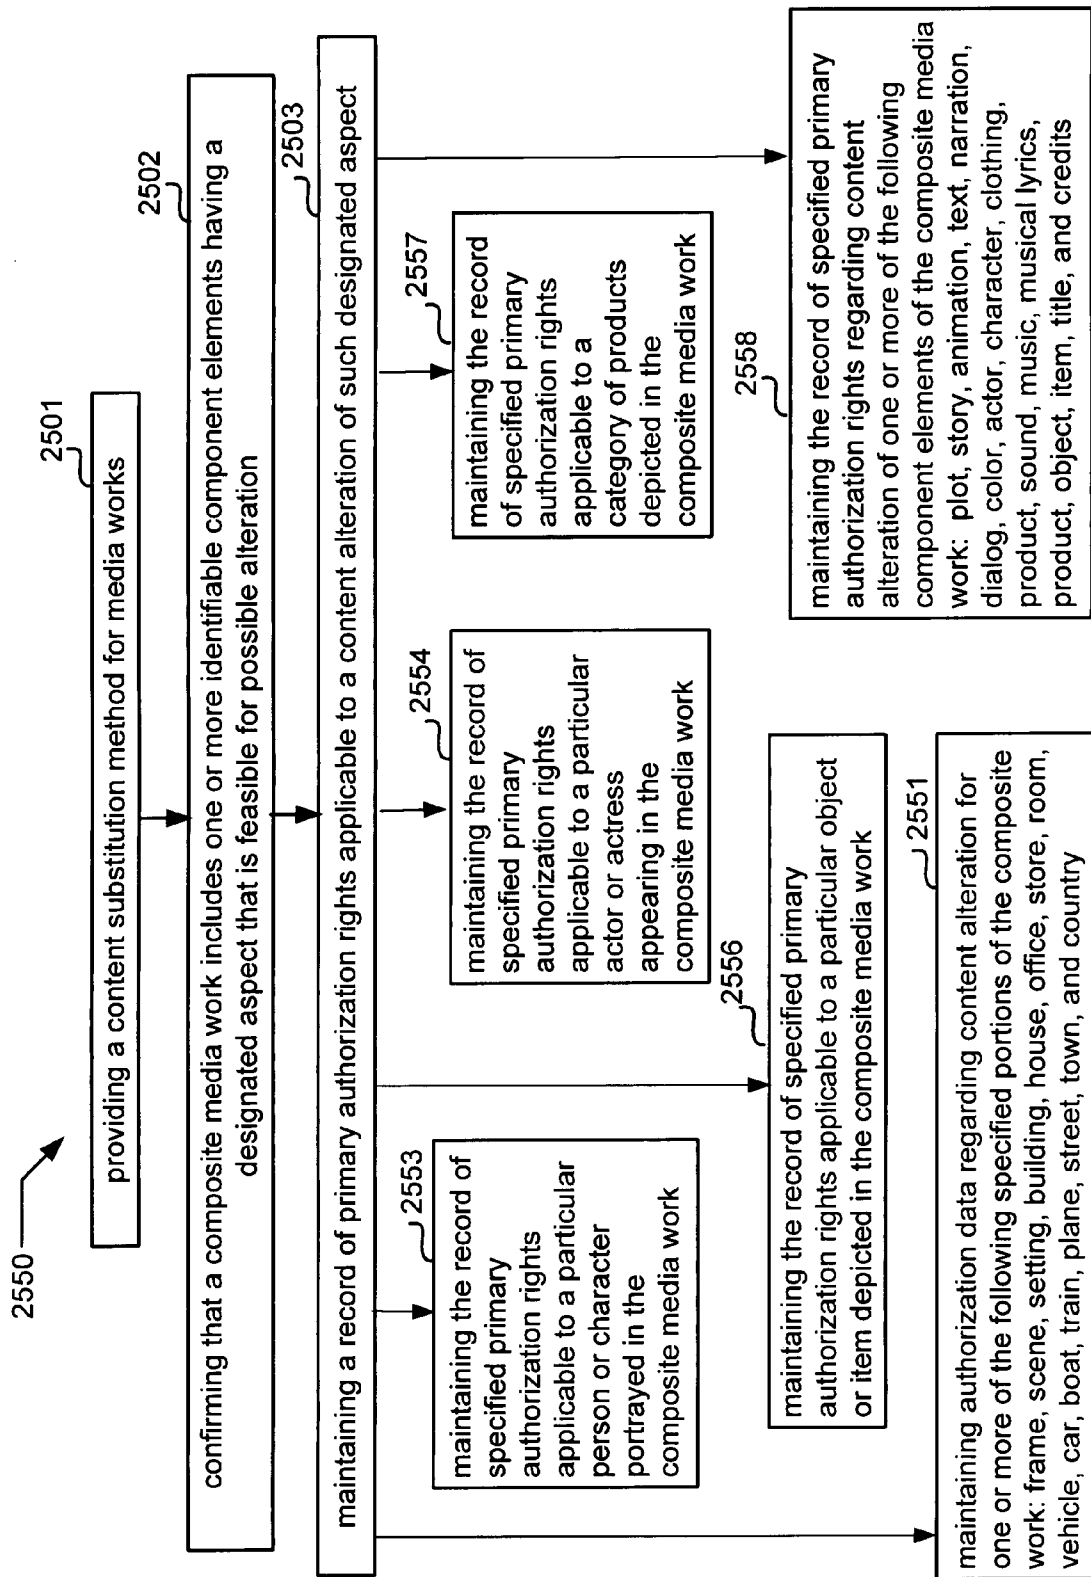 2550
2501
providing a content substitution method for media works
2502
confirming that a composite media work includes one or more identifiable component elements having a
designated aspect that is feasible for possible alteration
2503
maintaining a record of primary authorization rights applicable to a content alteration of such designated aspect
2553
maintaining the record of
specified primary
authorization rights
applicable to a particular
person or character
portrayed in the
composite media work
2554
maintaining the record of
specified primary
authorization rights
applicable to a particular
actor or actress
appearing in the
composite media work
2557
maintaining the record
of specified primary
authorization rights
applicable to a
category of products
depicted in the
composite media work
2556
maintaining the record of specified primary
authorization rights applicable to a particular object
or item depicted in the composite media work
2558
maintaining the record of specified primary
authorization rights regarding content
alteration of one or more of the following
component elements of the composite media
work:  plot, story, animation, text, narration,
dialog, color, actor, character, clothing,
product, sound, music, musical lyrics,
product, object, item, title, and credits
2551
maintaining authorization data regarding content alteration for
one or more of the following specified portions of the composite
work: frame, scene, setting, building, house, office, store, room,
vehicle, car, boat, train, plane, street, town, and country